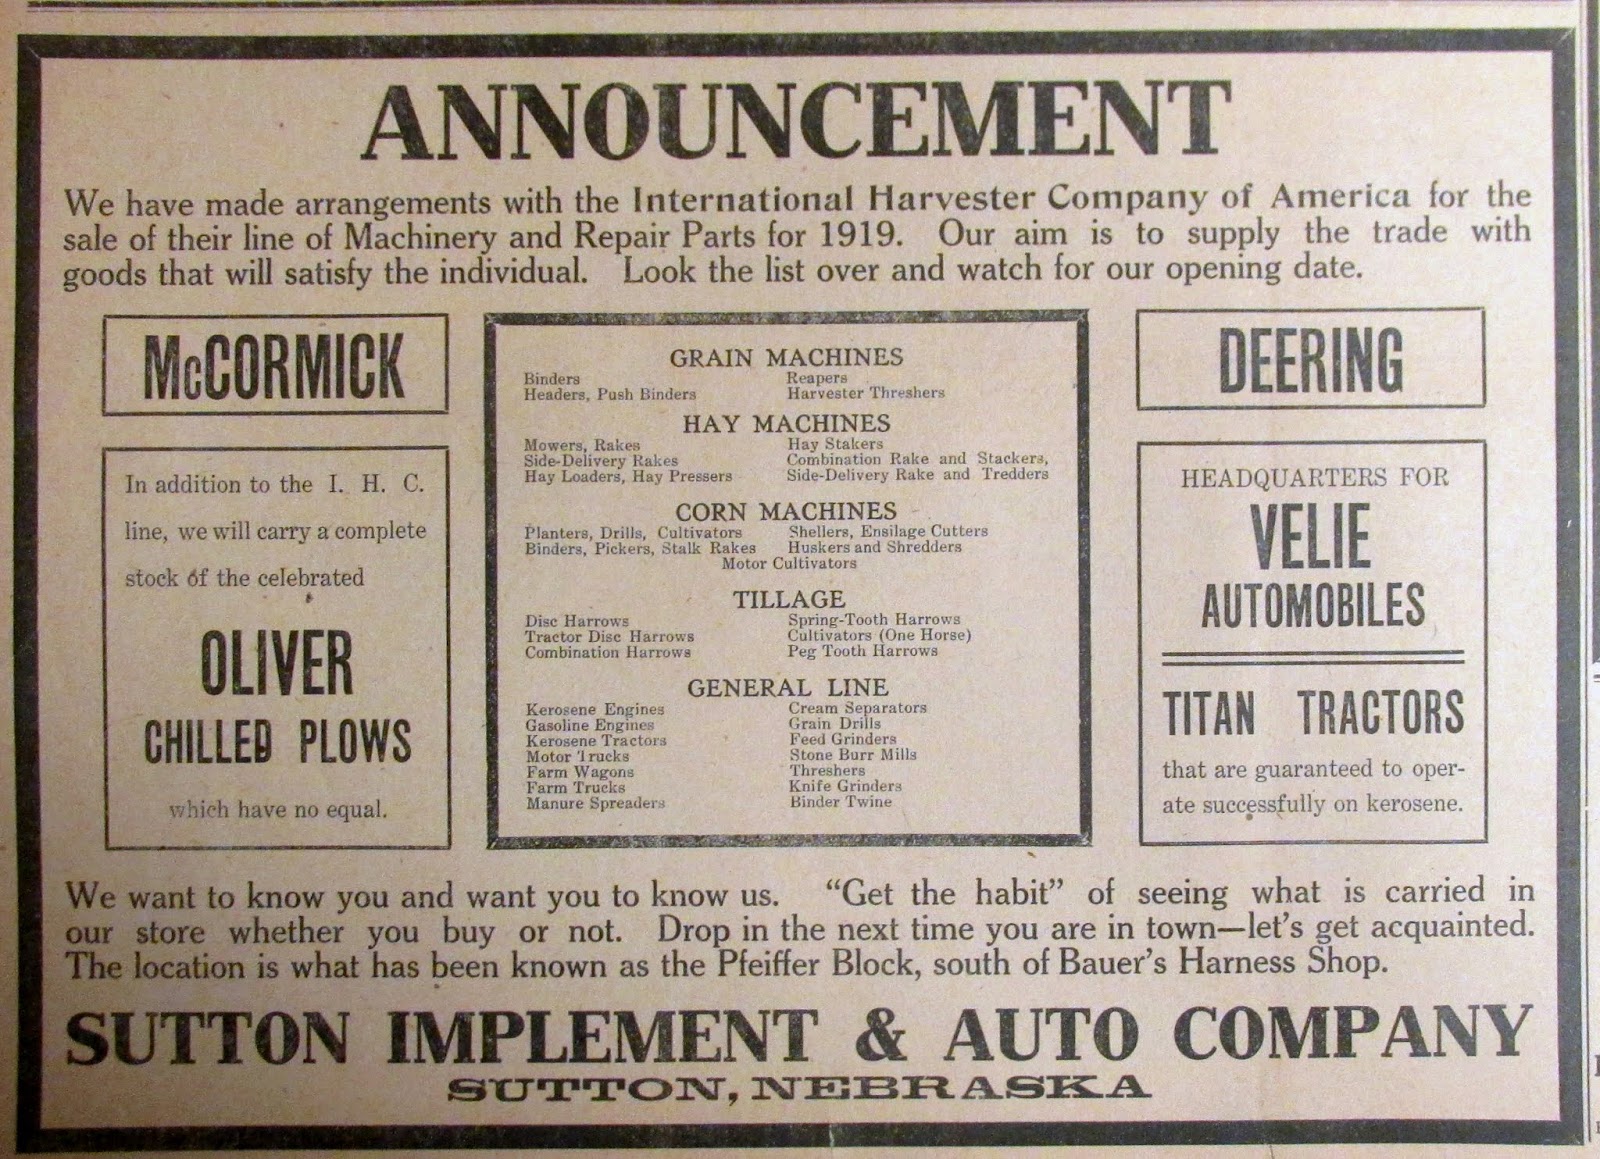 ANNOUNCEMENT
We have made arrangements with the International Harvester Company of America for the
sale of their line of Machinery and Repair Parts for 1919. Our aim is to supply the trade with
goods that will satisfy the individual. Look the list over and watch for our opening date.
McCORMICK
In addition to the I. H. C.
line, we will carry a complete
stock of the celebrated
OLIVER
CHILLED PLOWS
which have no equal.
GRAIN MACHINES
Binders Reapers
Headers, Push Binders Harvester Threshers
HAY MACHINES
Mowers, Rakes Hay Stakers
Side-Delivery Rakes Combination Rake and Stackers,
Hay Loaders, Hay Pressers Side-Delivery Rake and Tredders
CORN MACHINES
Planters, Drills, Cultivators Shellers, Ensilage Cutters
Binders, Pickers, Stalk Rakes Huskers and Shredders
Motor Cultivators
TILLAGE
Disc Harrows Spring-Tooth Harrows
Tractor Disc Harrows Cultivators (One Horse)
Combination Harrows Peg Tooth Harrows
GENERAL LINE
Kerosene Engines Cream Separators
Gasoline Engines Grain Drills
Kerosene Tractors Feed Grinders
Motor Trucks Stone Burr Mills
Farm Wagons Threshers
Farm Trucks Knife Grinders
Manure Spreaders Binder Twine
DEERING
HEADQUARTERS FOR
VELIE
AUTOMOBILES
TITAN TRACTORS
that are guaranteed to oper-
ate successfully on kerosene.
We want to know you and want you to know us. "Get the habit" of seeing what is carried in
our store whether you buy or not. Drop in the next time you are in town—let's get acquainted.
The location is what has been known as the Pfeiffer Block, south of Bauer's Harness Shop.
SUTTON IMPLEMENT & AUTO COMPANY
SUTTON, NEBRASKA